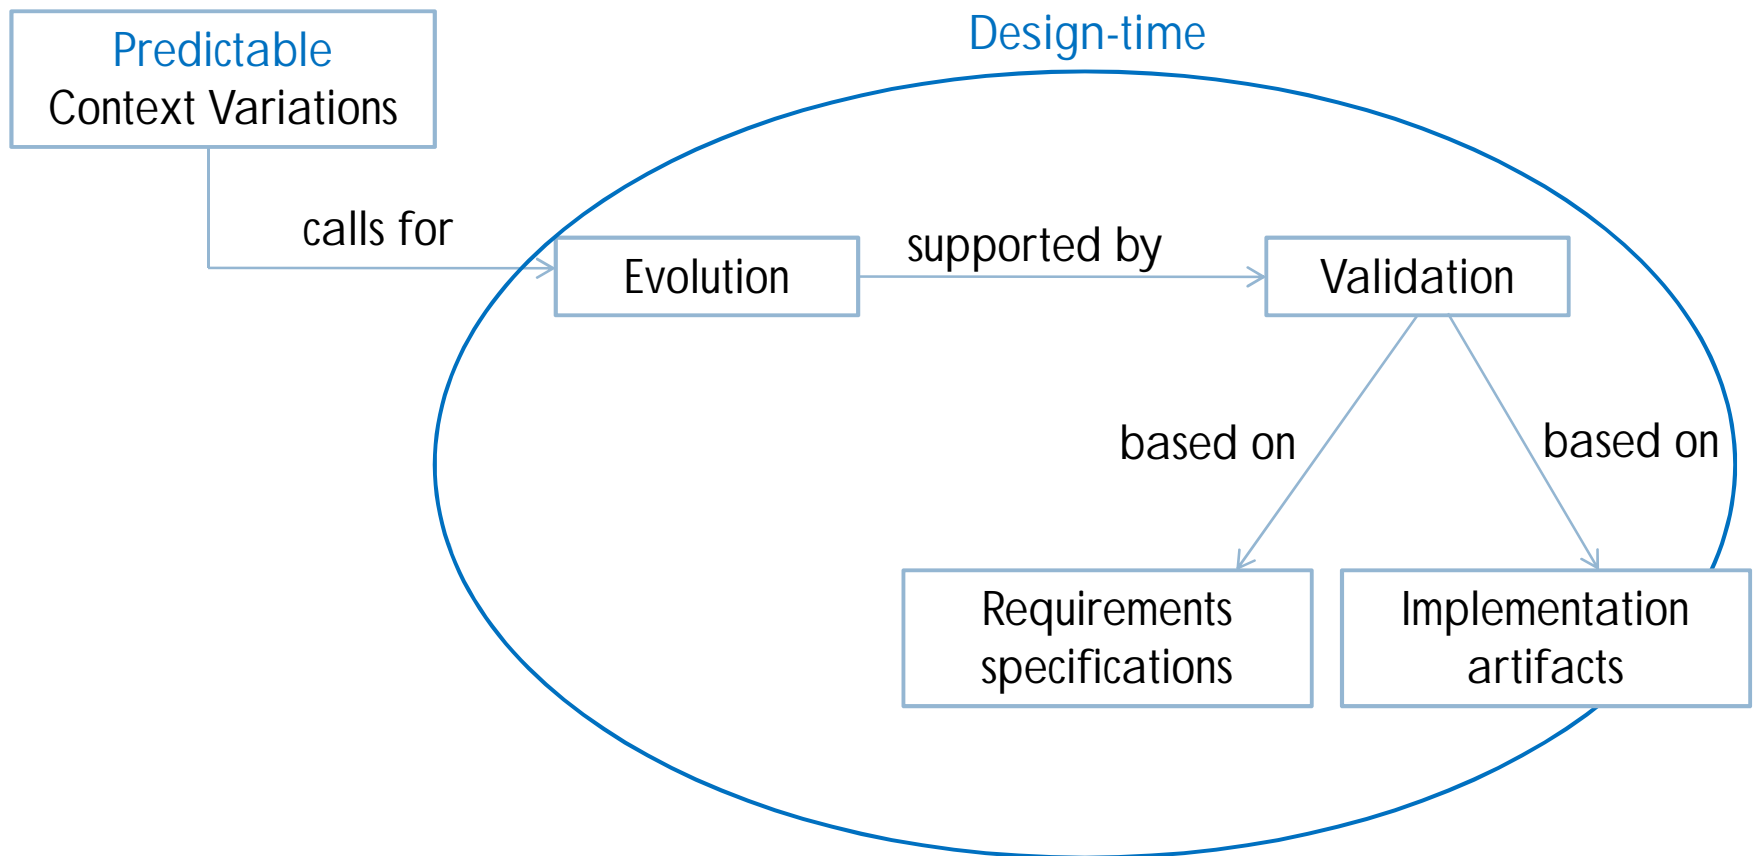 Predictable
Context Variations
Design-time
calls for
Evolution
supported by
Validation
based on
based on
Requirements
specifications
Implementation
artifacts